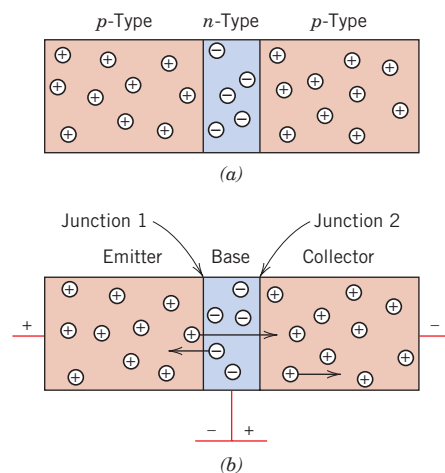 p-Type n-Type p-Type
(a)
Junction 1 Junction 2
Emitter Base Collector
+ −
− +
(b)